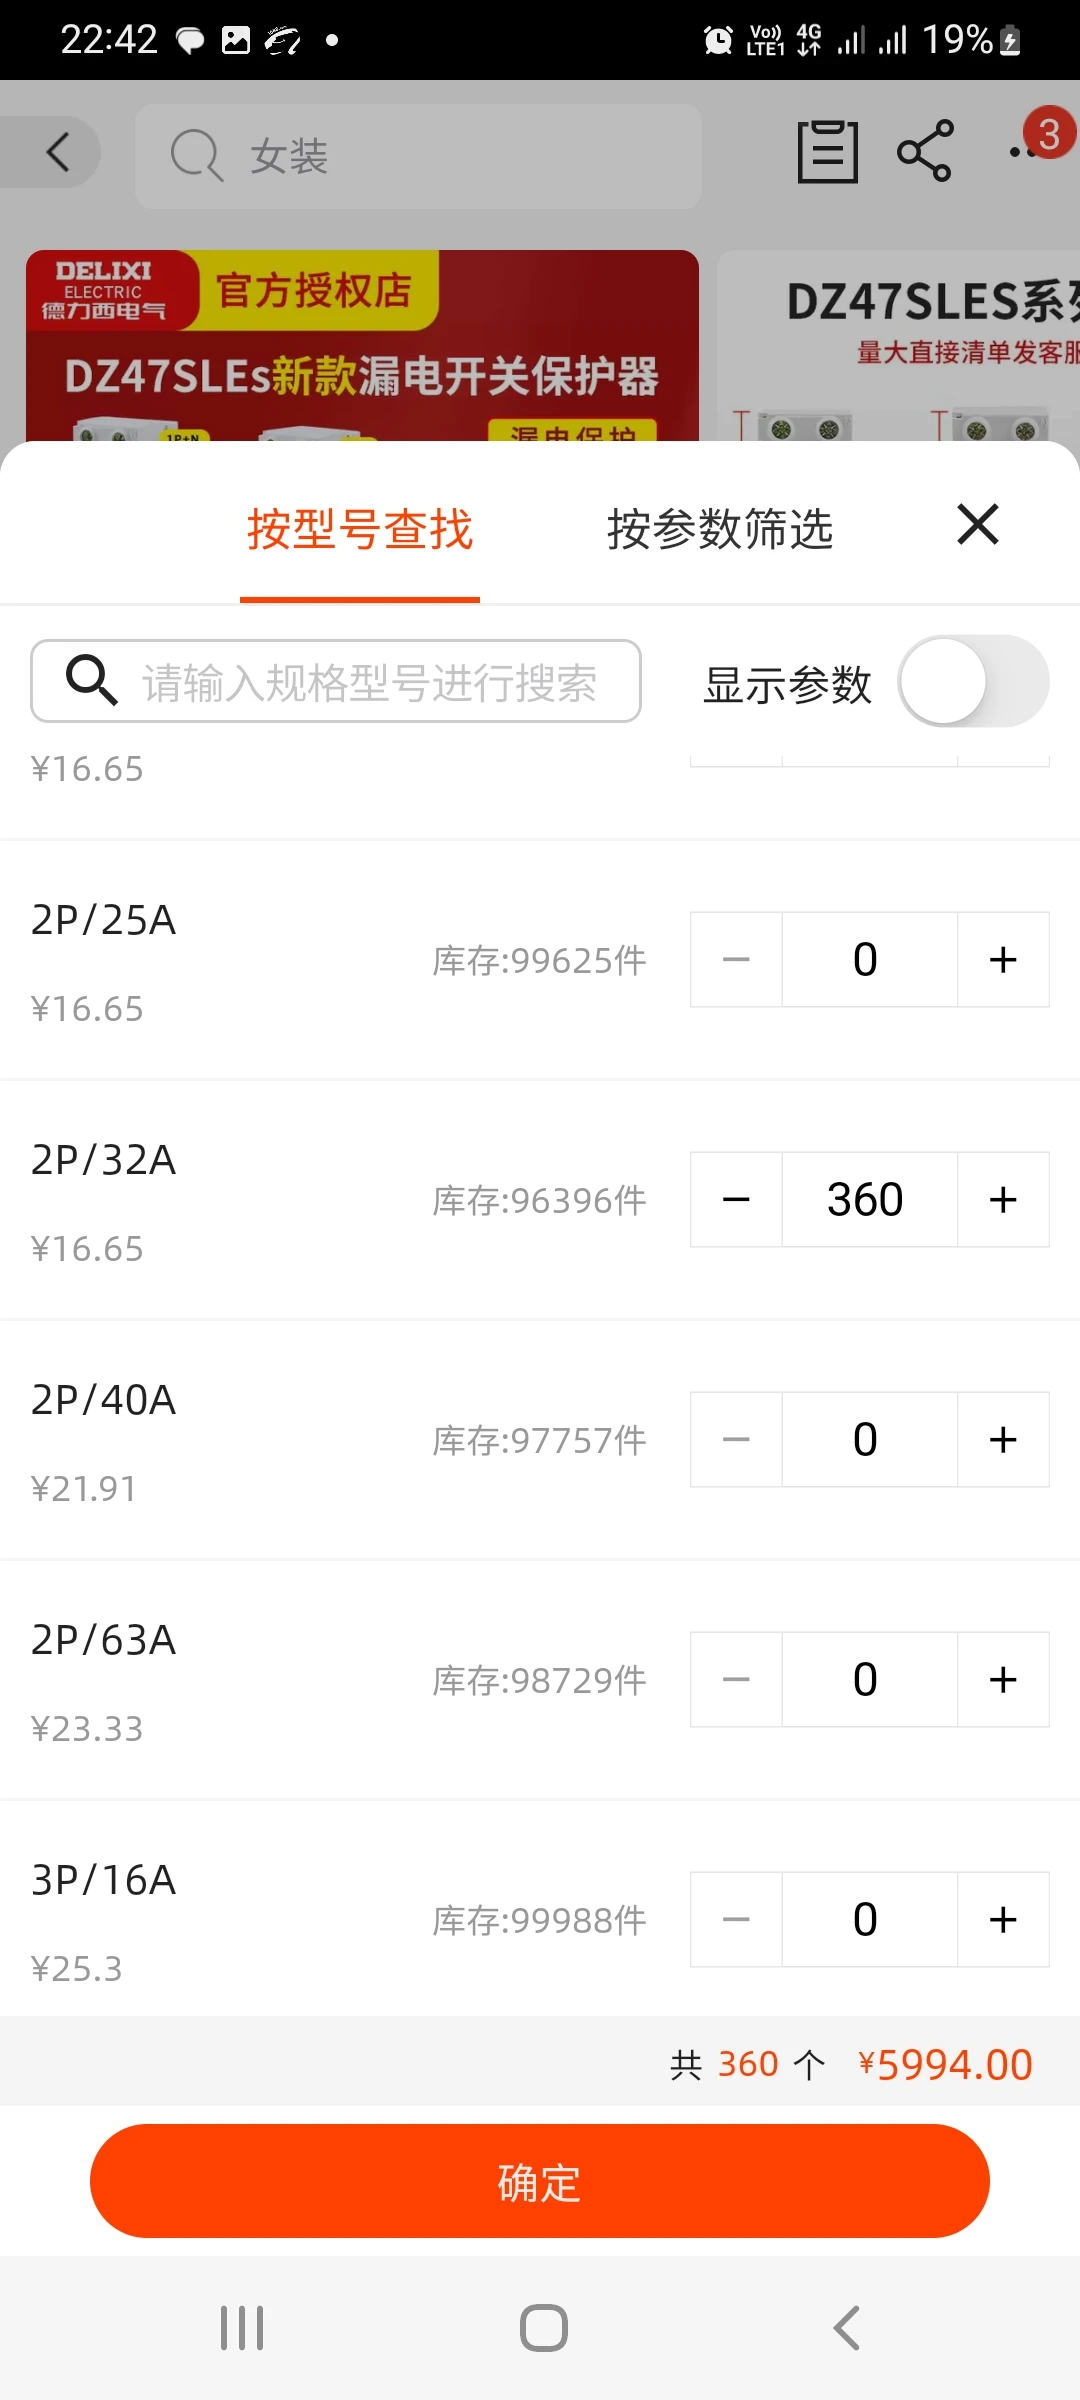 22:42
Vo)) LTE1 4G 19%
女装
3
DELIXI
ELECTRIC
德力西电气
官方授权店
DZ47SLEs新款漏电开关保护器
1P+N
漏电保护
DZ47SLES系列
量大直接清单发客服
按型号查找 按参数筛选
请输入规格型号进行搜索 显示参数
¥16.65
2P/25A
库存:99625件 − 0 +
¥16.65
2P/32A
库存:96396件 − 360 +
¥16.65
2P/40A
库存:97757件 − 0 +
¥21.91
2P/63A
库存:98729件 − 0 +
¥23.33
3P/16A
库存:99988件 − 0 +
¥25.3
共 360 个 ¥5994.00
确定